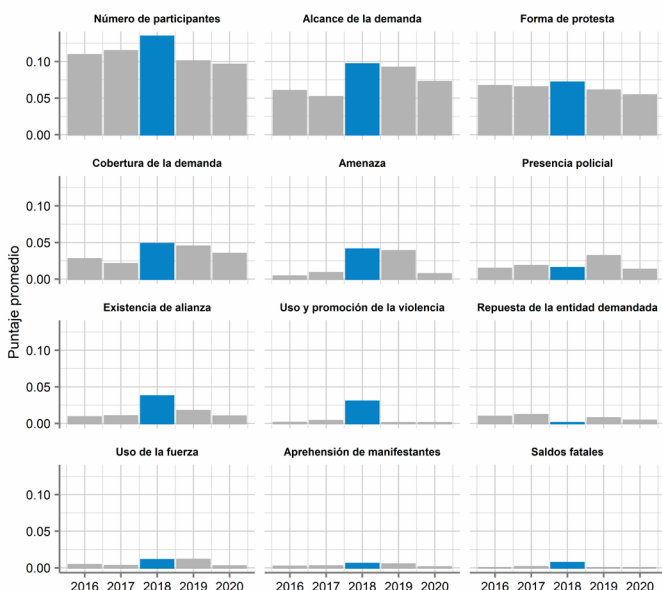 Número de participantes
Alcance de la demanda
Forma de protesta
0.10
0.05
0.00
Cobertura de la demanda
Amenaza
Presencia policial
0.10
0.05
0.00
Puntaje promedio
Existencia de alianza
Uso y promoción de la violencia
Repuesta de la entidad demandada
0.10
0.05
0.00
Uso de la fuerza
Aprehensión de manifestantes
Saldos fatales
0.10
0.05
0.00
2016 2017 2018 2019 2020
2016 2017 2018 2019 2020
2016 2017 2018 2019 2020